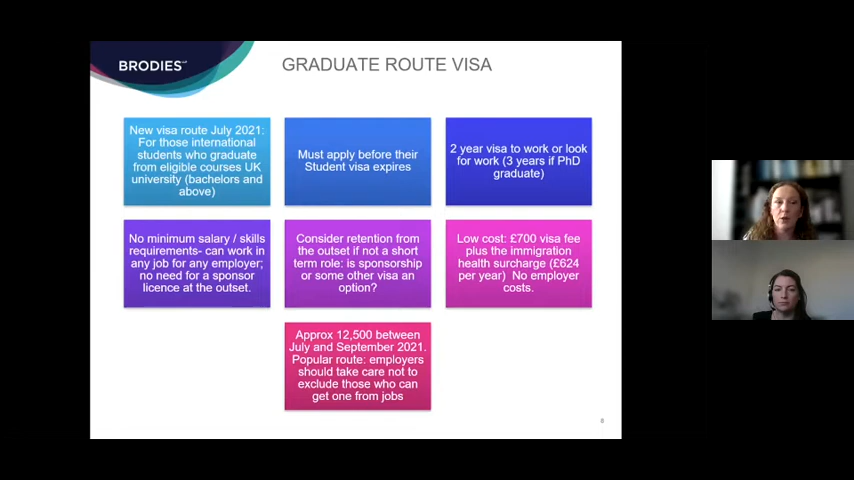 BRODIES LLP
GRADUATE ROUTE VISA
New visa route July 2021:
For those international
students who graduate
from eligible courses UK
university (bachelors and
above)
Must apply before their
Student visa expires
2 year visa to work or look
for work (3 years if PhD
graduate)
No minimum salary / skills
requirements- can work in
any job for any employer;
no need for a sponsor
licence at the outset.
Consider retention from
the outset if not a short
term role: is sponsorship
or some other visa an
option?
Low cost: £700 visa fee
plus the immigration
health surcharge (£624
per year) No employer
costs.
Approx 12,500 between
July and September 2021.
Popular route: employers
should take care not to
exclude those who can
get one from jobs
8